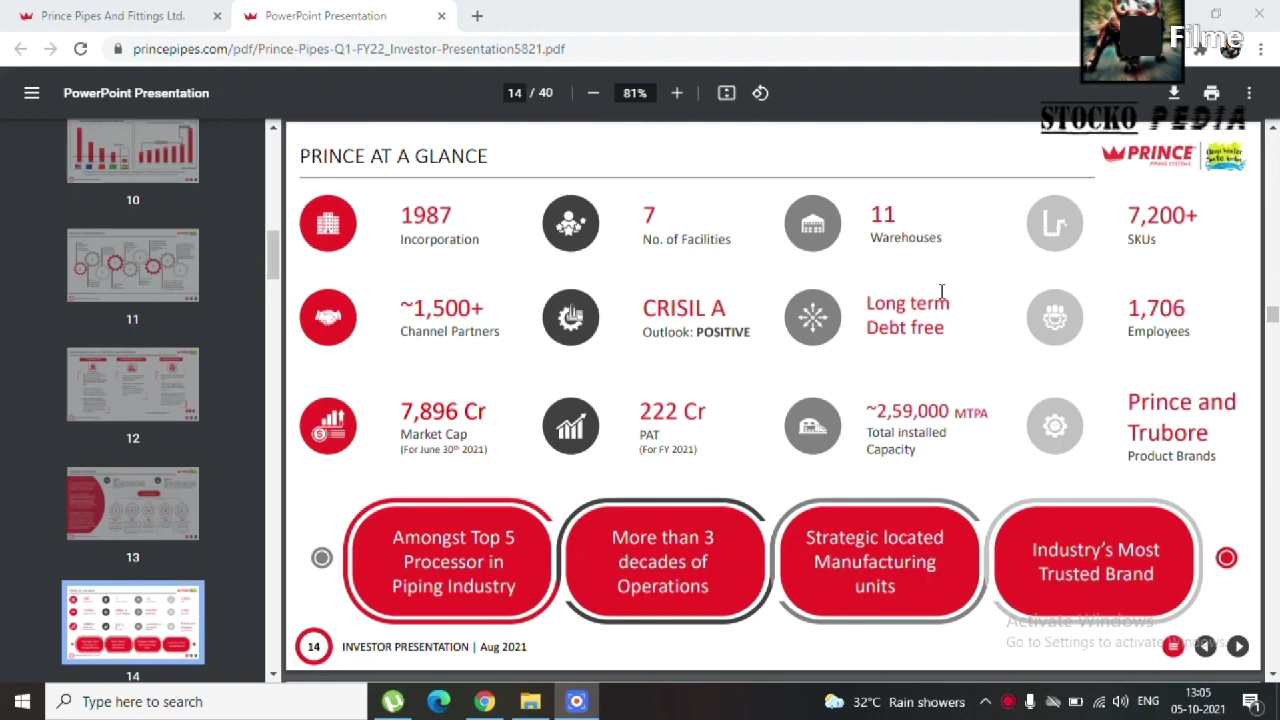 Prince Pipes And Fittings Ltd.
PowerPoint Presentation
Filme
princepipes.com/pdf/Prince-Pipes-Q1-FY22_Investor-Presentation5821.pdf
PowerPoint Presentation
14 / 40
81%
STOCKO PEDIA
PRINCE AT A GLANCE
PRINCE
PIPING SYSTEMS
10
11
12
13
14
1987
Incorporation
7
No. of Facilities
11
Warehouses
7,200+
SKUs
~1,500+
Channel Partners
CRISIL A
Outlook: POSITIVE
Long term
Debt free
1,706
Employees
7,896 Cr
Market Cap
(For June 30th 2021)
222 Cr
PAT
(For FY 2021)
~2,59,000 MTPA
Total installed
Capacity
Prince and
Trubore
Product Brands
Amongst Top 5
Processor in
Piping Industry
More than 3
decades of
Operations
Strategic located
Manufacturing
units
Industry's Most
Trusted Brand
Activate Windows
Go to Settings to activate Windows.
14
INVESTOR PRESENTATION | Aug 2021
Type here to search
32°C Rain showers
ENG
13:05
05-10-2021
1